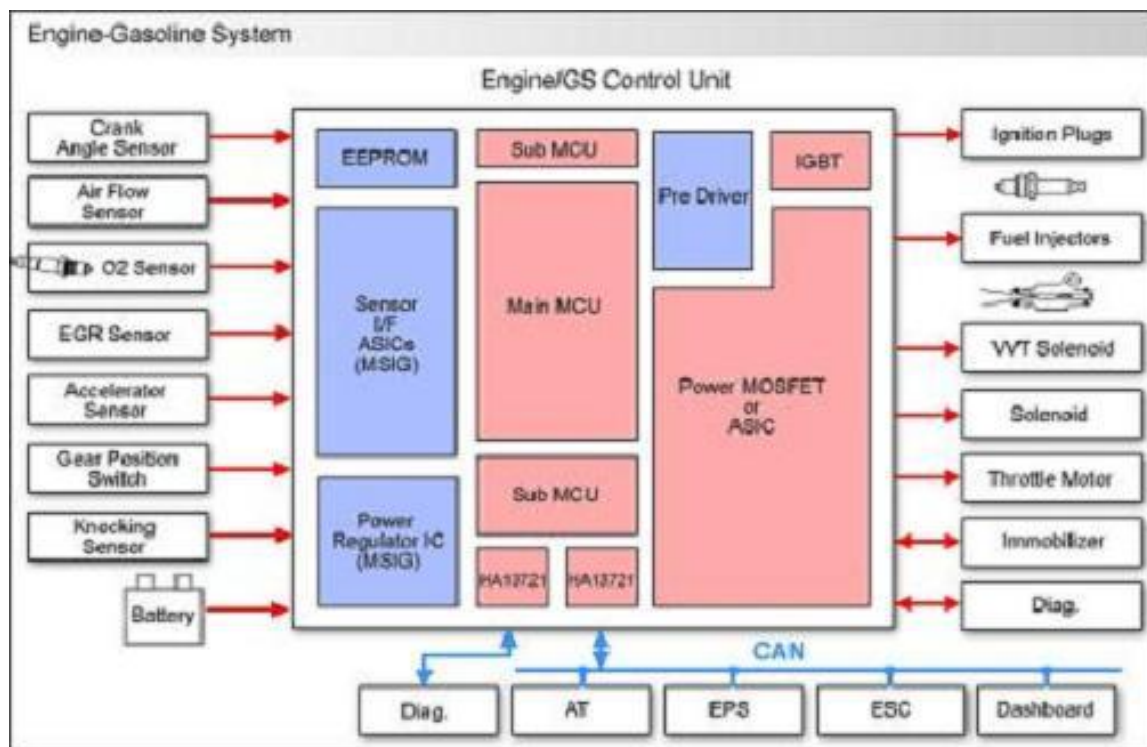 Engine-Gasoline System
Engine/GS Control Unit
Crank
Angle Sensor
Air Flow
Sensor
O2 Sensor
EGR Sensor
Accelerator
Sensor
Gear Position
Switch
Knecking
Sensor
Battery
EEPROM
Sensor
I/F
ASICs
(MSIG)
Power
Regulator IC
(MSIG)
Sub MCU
Main MCU
Sub MCU
HA13721
HA13721
Pre Driver
IGBT
Power MOSFET
or
ASIC
Ignition Plugs
Fuel Injectors
VVT Solenoid
Solenoid
Throttle Motor
Immobilizer
Diag.
CAN
Diag.
AT
EPS
ESC
Dashboard